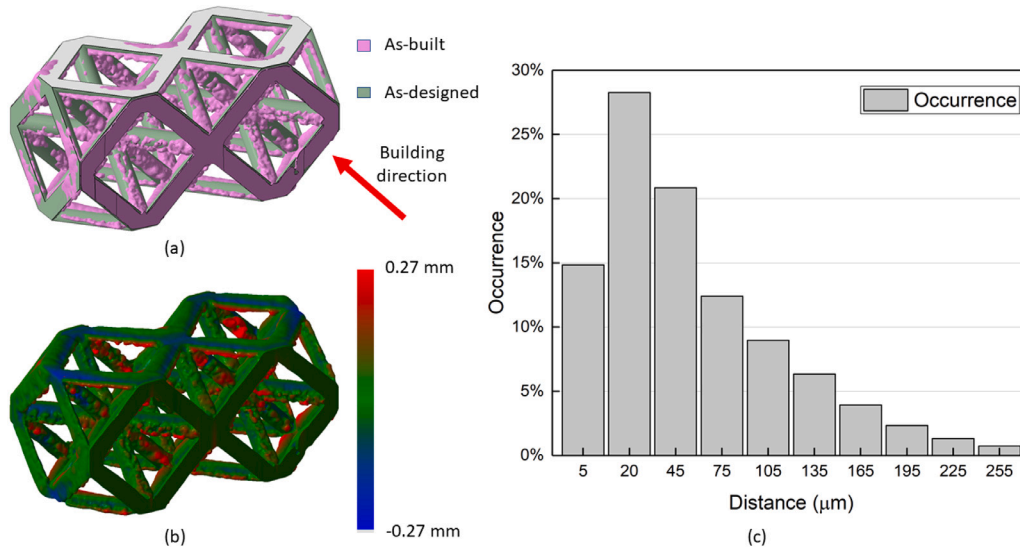 As-built
As-designed
Building
direction
(a)
0.27 mm
-0.27 mm
(b)
30%
25%
20%
15%
10%
5%
0%
Occurrence
Occurrence
5 20 45 75 105 135 165 195 225 255
Distance (μm)
(c)